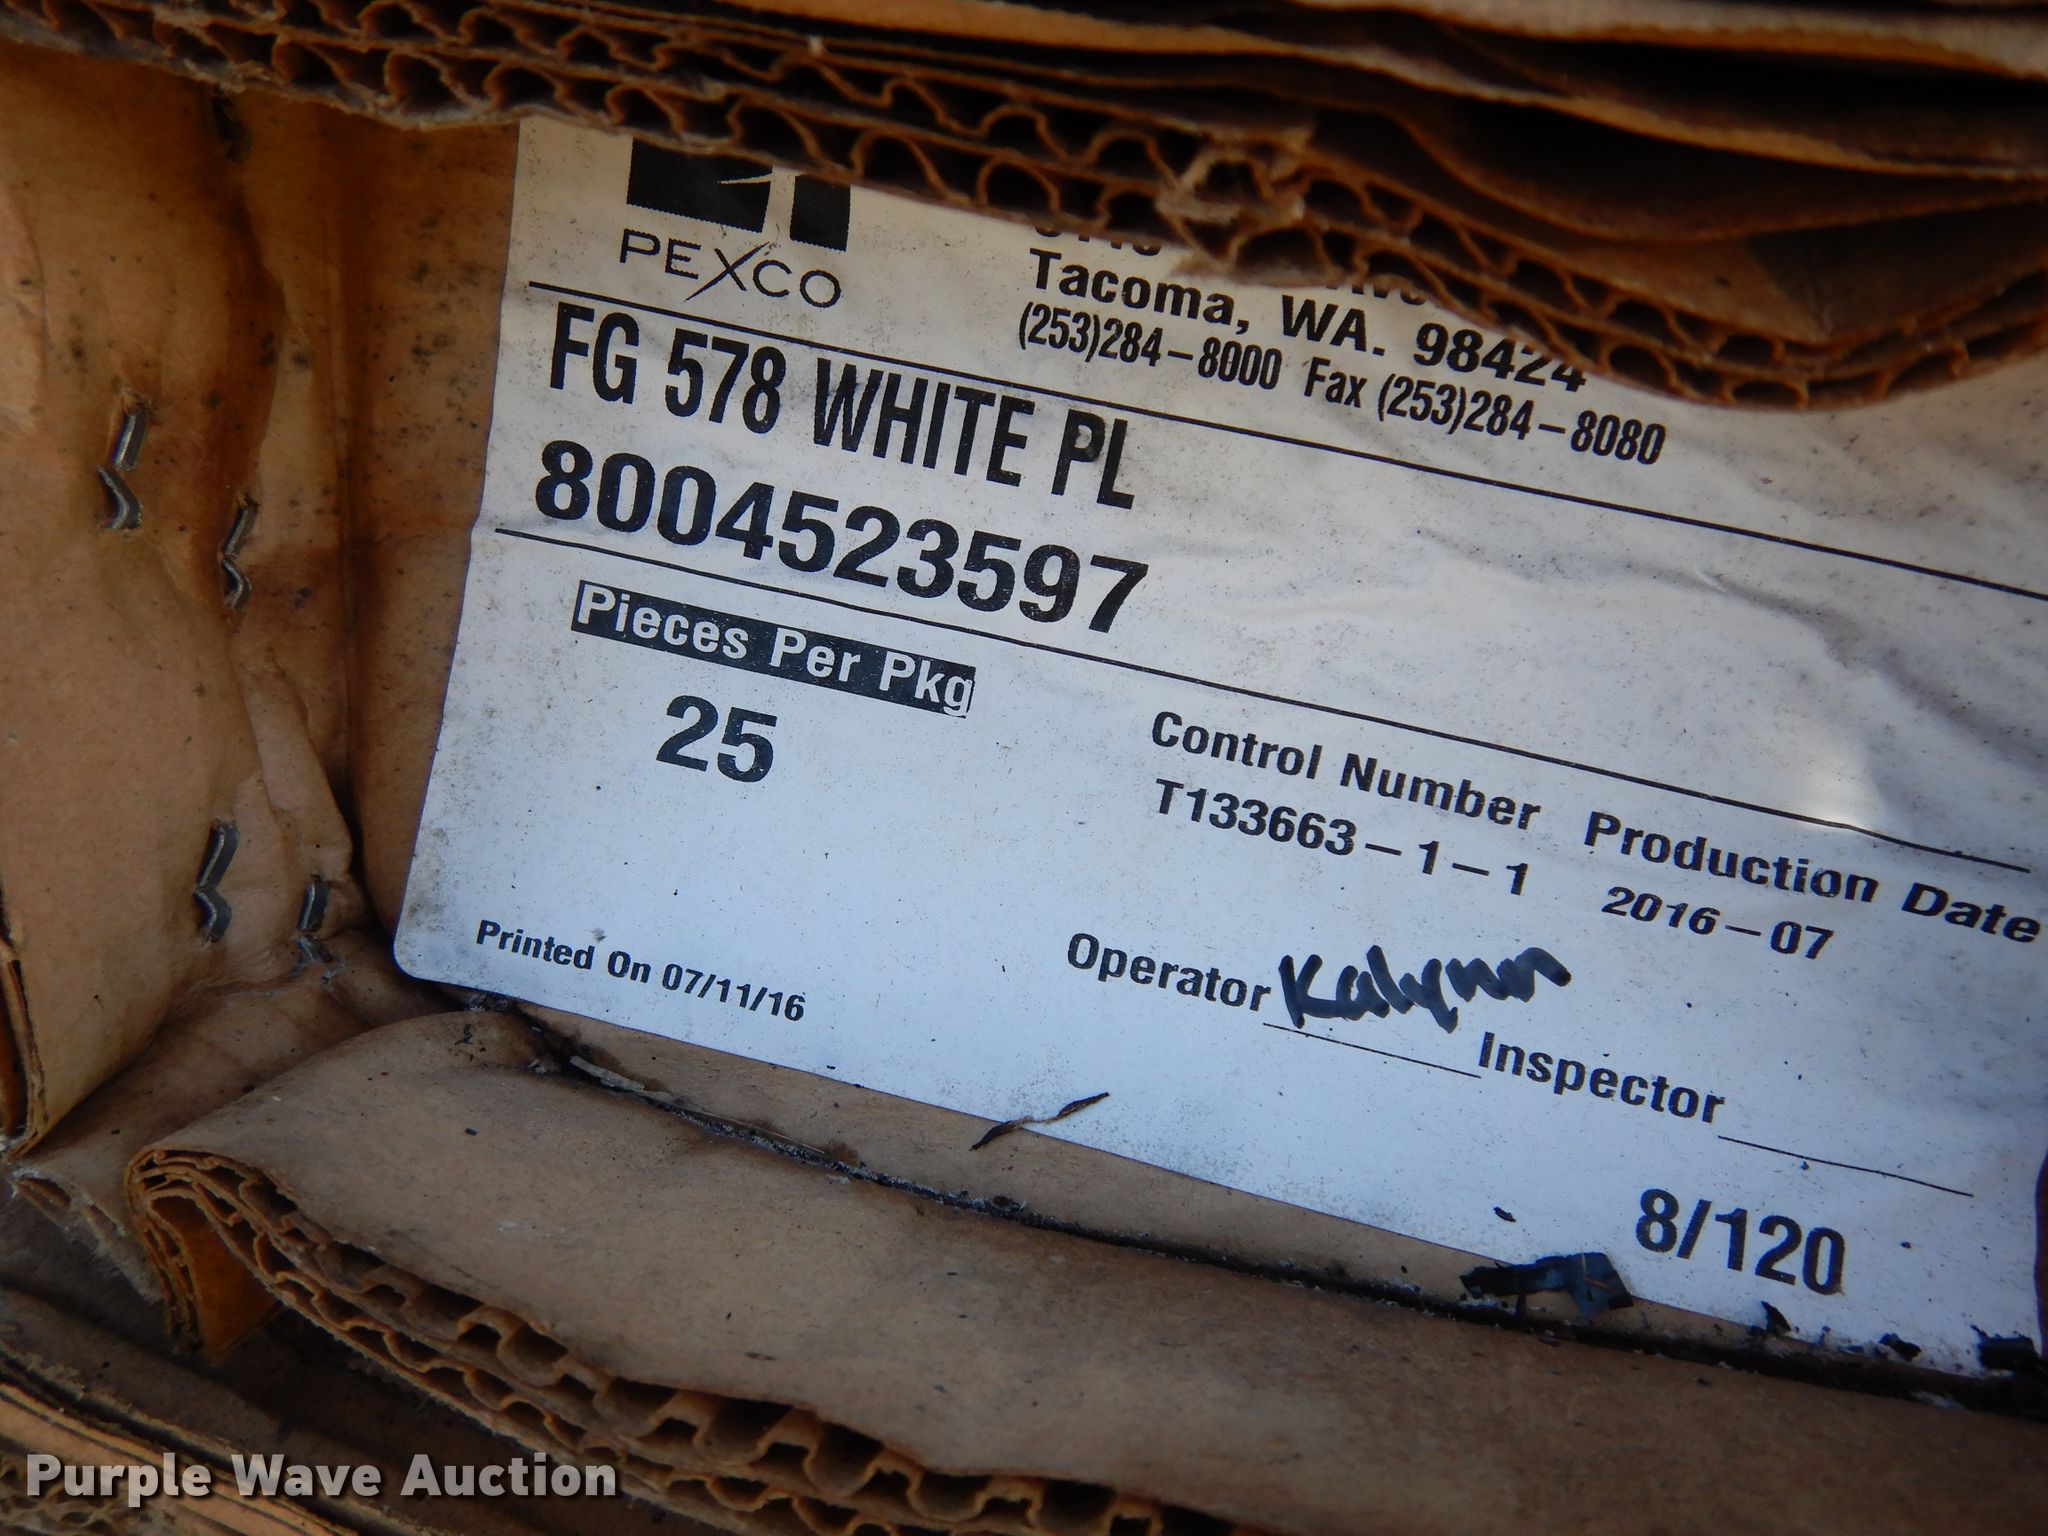 PEXCO
Tacoma, WA. 98424
(253)284-8000 Fax (253)284-8080
FG 578 WHITE PL
8004523597
Pieces Per Pkg
25
Control Number Production Date
T133663-1-1 2016-07
Printed On 07/11/16
Operator Kalynn Inspector
8/120
Purple Wave Auction